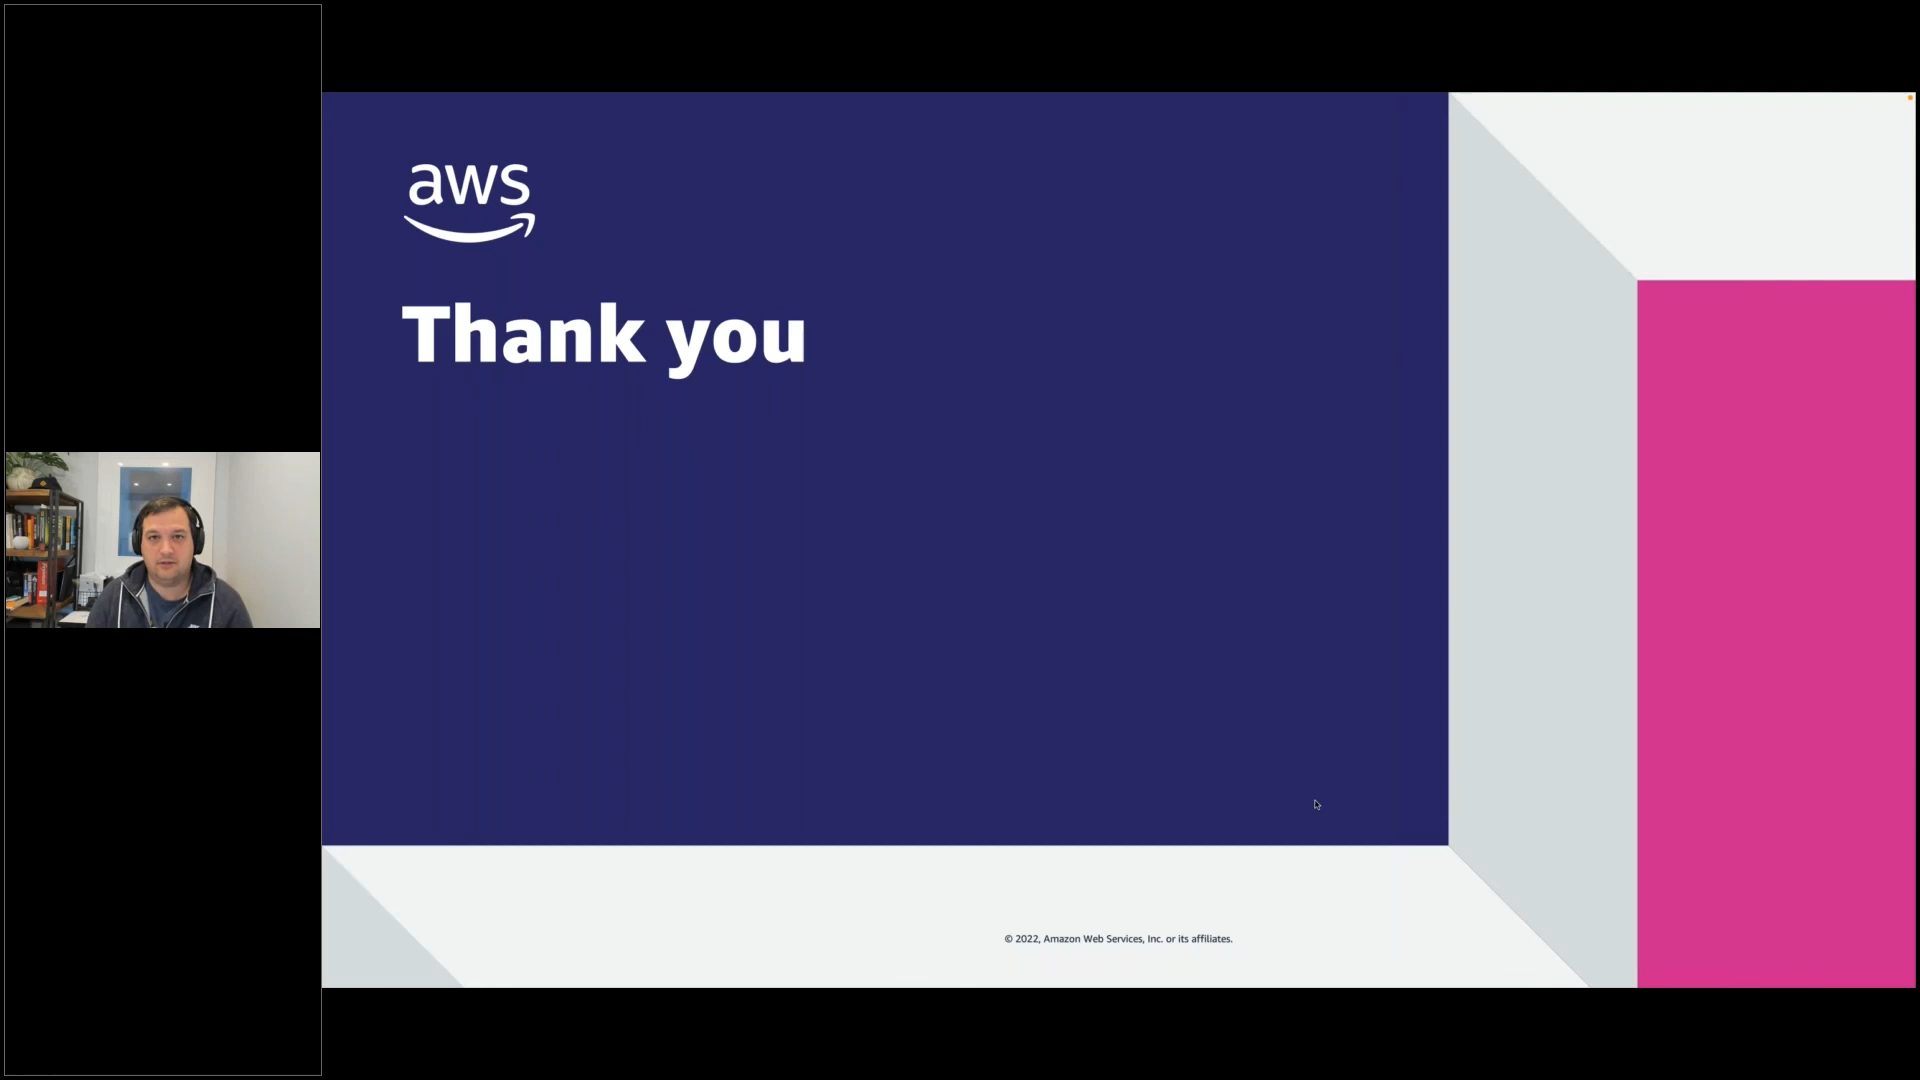 aws
Thank you
© 2022, Amazon Web Services, Inc. or its affiliates.